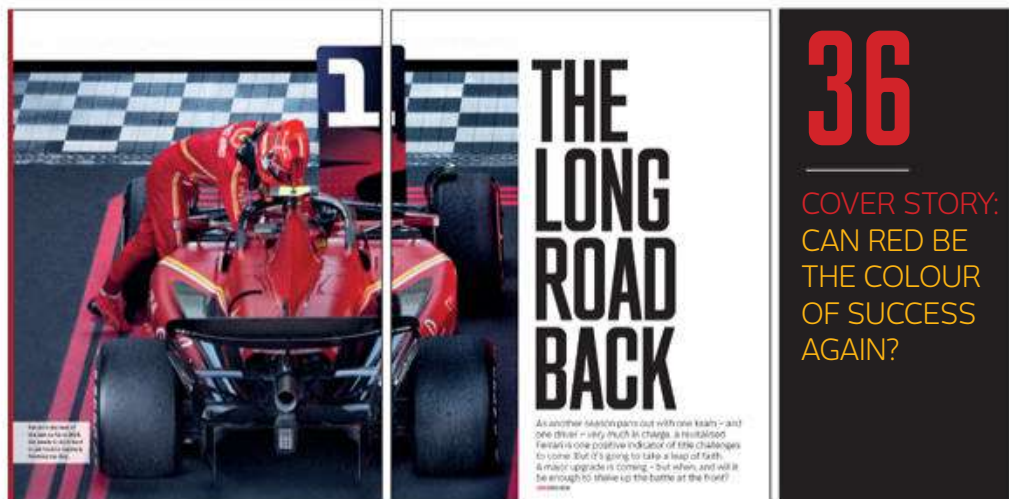 1
THE
LONG
ROAD
BACK
As another season pans out with one team – and
one driver – very much in charge, a revitalised
Ferrari is one positive indicator of title challenges
to come. But it's going to take a leap of faith.
A major upgrade is coming – but when, and will it
be enough to shake up the battle at the front?
36
COVER STORY:
CAN RED BE
THE COLOUR
OF SUCCESS
AGAIN?